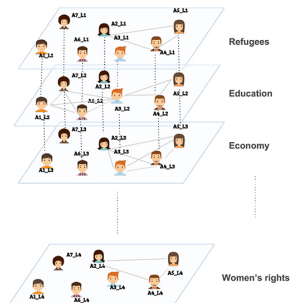 A7_L1
A2_L1
A5_L1
A6_L1
A3_L1
A1_L1
A4_L1
Refugees
A7_L2
A2_L2
A5_L2
A6_L2
A3_L2
A1_L2
A4_L2
Education
A7_L3
A2_L3
A5_L3
A6_L3
A3_L3
A1_L3
A4_L3
Economy
A7_L4
A2_L4
A5_L4
A3_L4
A1_L4
A4_L4
A6_L4
Women's rights